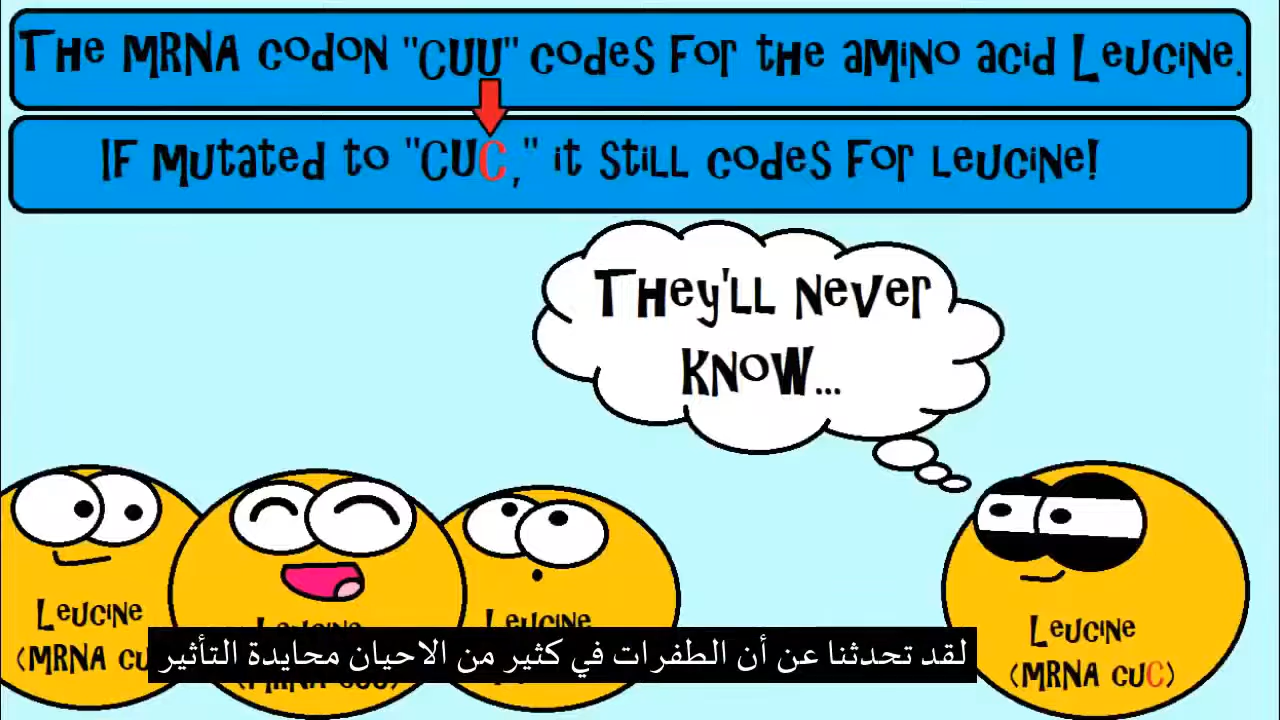 The mRNA codon "CUU" codes for the amino acid Leucine.
If mutated to "CUC," it still codes for leucine!
They'll never
know...
Leucine
(mRNA CU
Leucine
Leucine
(mRNA CUC)
لقد تحدثنا عن أن الطفرات في كثير من الاحيان محايدة التأثير